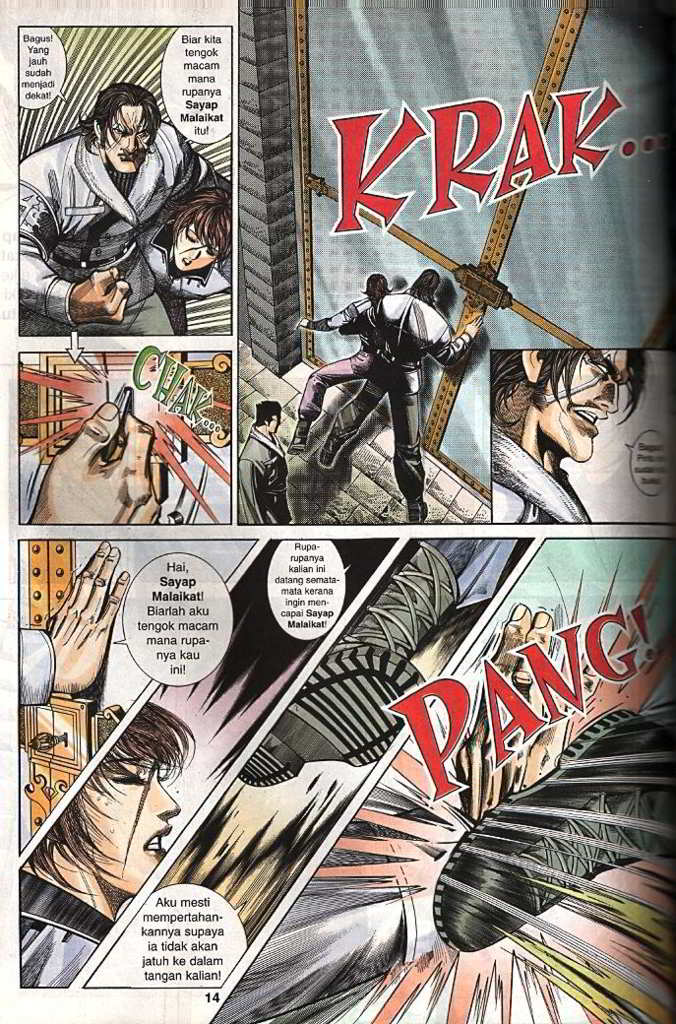 Bagus!
Yang
jauh
sudah
menjadi
dekat!
Biar kita
tengok
macam
mana
rupanya
Sayap
Malaikat
itu!
KRAK...
CHAK...
Hai,
Sayap
Malaikat!
Biarlah aku
tengok macam
mana rupa-
nya kau
ini!
Rupa-
rupanya
kalian ini
datang semata-
mata kerana
ingin men-
capai Sayap
Malaikat!
PANG!
Aku mesti
mempertahan-
kannya supaya
ia tidak akan
jatuh ke dalam
tangan kalian!
14